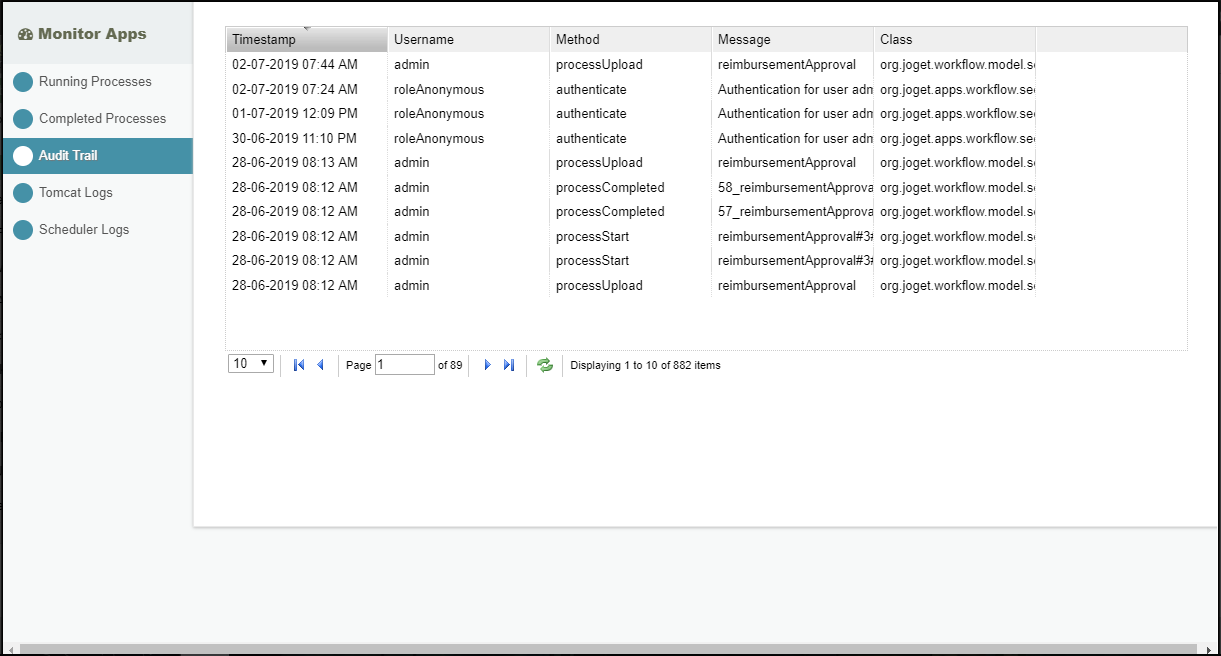 Monitor Apps
Running Processes
Completed Processes
Audit Trail
Tomcat Logs
Scheduler Logs
Timestamp Username Method Message Class
02-07-2019 07:44 AM admin processUpload reimbursementApproval org.joget.workflow.model.se
02-07-2019 07:24 AM roleAnonymous authenticate Authentication for user adm org.joget.apps.workflow.sec
01-07-2019 12:09 PM roleAnonymous authenticate Authentication for user adm org.joget.apps.workflow.sec
30-06-2019 11:10 PM roleAnonymous authenticate Authentication for user adm org.joget.apps.workflow.sec
28-06-2019 08:13 AM admin processUpload reimbursementApproval org.joget.workflow.model.se
28-06-2019 08:12 AM admin processCompleted 58_reimbursementApprova org.joget.workflow.model.se
28-06-2019 08:12 AM admin processCompleted 57_reimbursementApprova org.joget.workflow.model.se
28-06-2019 08:12 AM admin processStart reimbursementApproval#3# org.joget.workflow.model.se
28-06-2019 08:12 AM admin processStart reimbursementApproval#3# org.joget.workflow.model.se
28-06-2019 08:12 AM admin processUpload reimbursementApproval org.joget.workflow.model.se
10 Page 1 of 89 Displaying 1 to 10 of 882 items